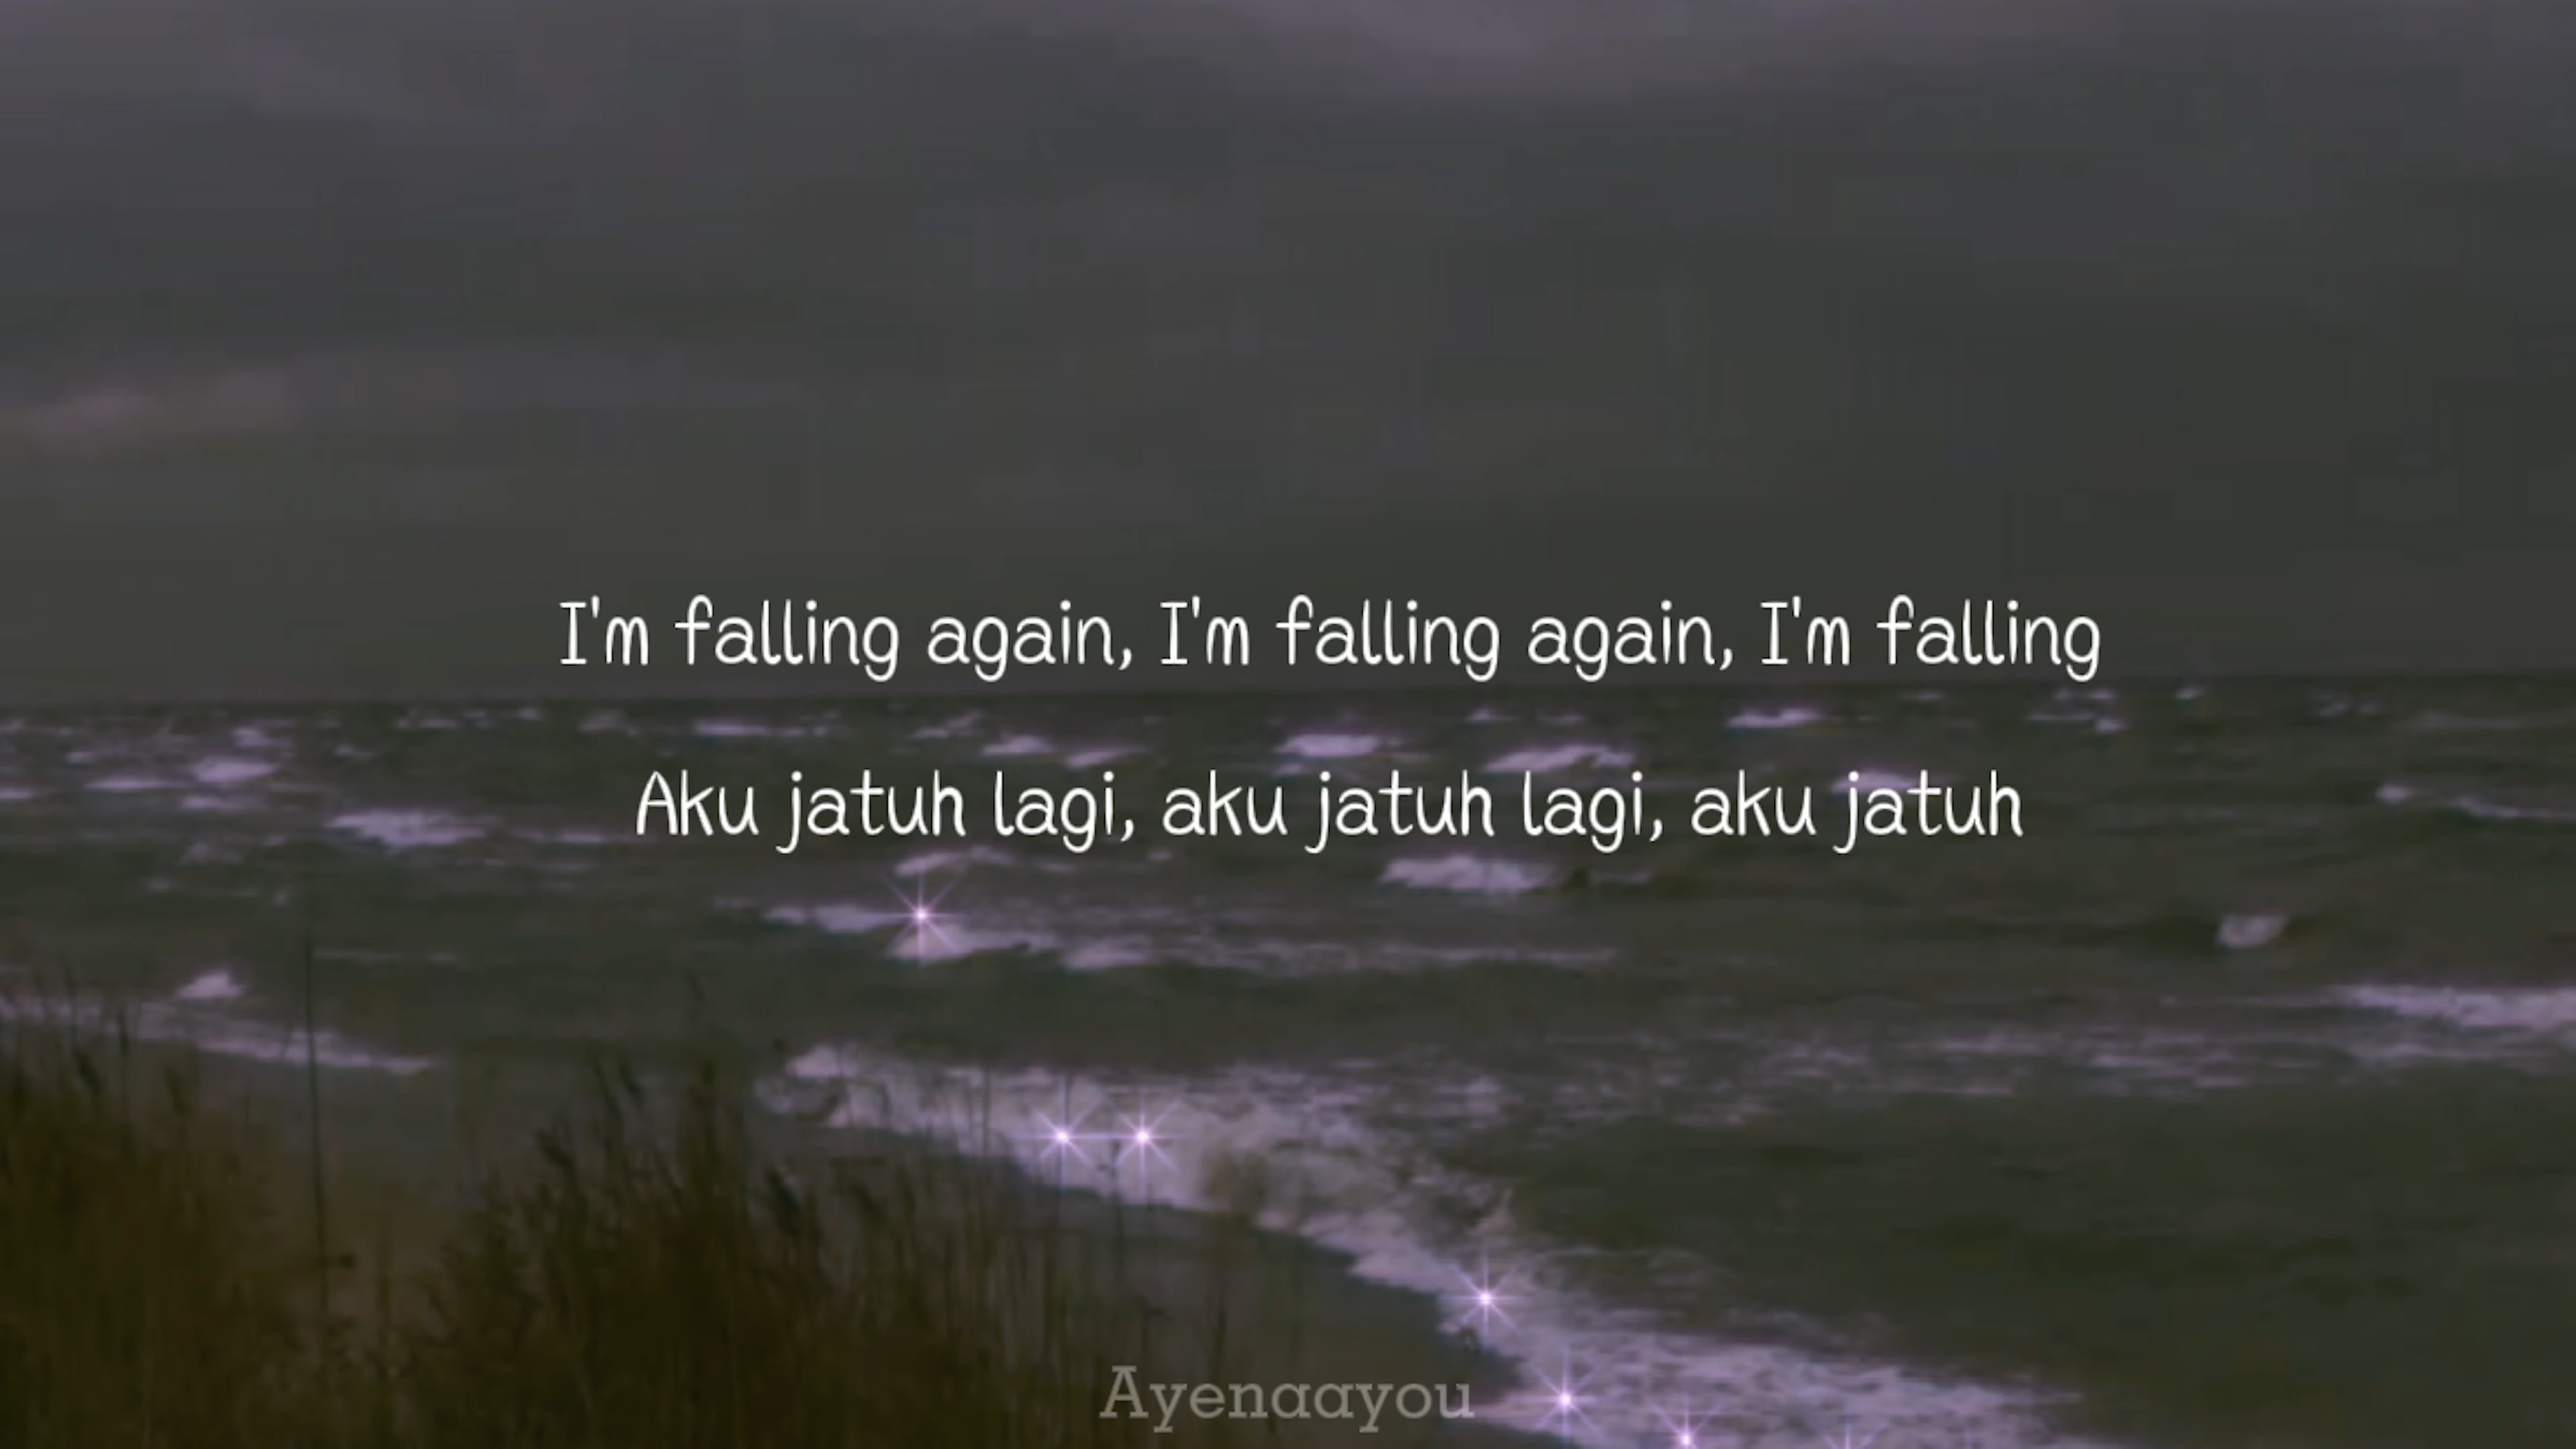 I'm falling again, I'm falling again, I'm falling
Aku jatuh lagi, aku jatuh lagi, aku jatuh
Ayenaayou